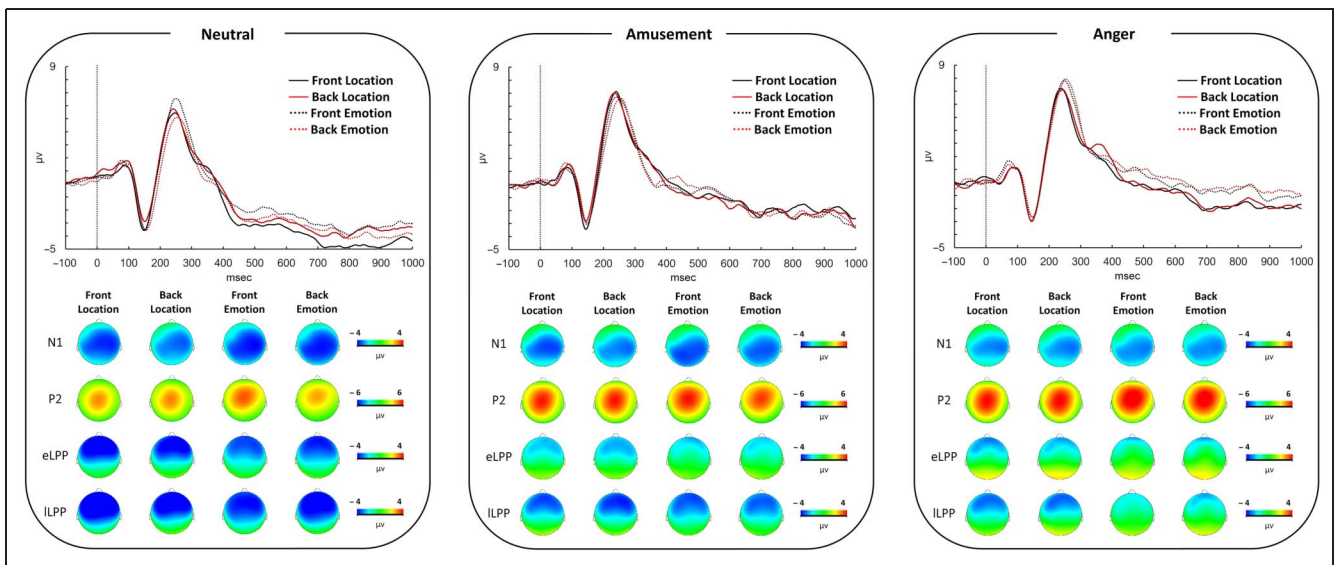 Neutral
9
Front Location
Back Location
Front Emotion
Back Emotion
μv
−5
−100 0 100 200 300 400 500 600 700 800 900 1000
msec
Front Location
Back Location
Front Emotion
Back Emotion
N1
− 4 4
μv
P2
− 6 6
μv
eLPP
− 4 4
μv
lLPP
− 4 4
μv
Amusement
9
Front Location
Back Location
Front Emotion
Back Emotion
μv
−5
−100 0 100 200 300 400 500 600 700 800 900 1000
msec
Front Location
Back Location
Front Emotion
Back Emotion
N1
− 4 4
μv
P2
− 6 6
μv
eLPP
− 4 4
μv
lLPP
− 4 4
μv
Anger
9
Front Location
Back Location
Front Emotion
Back Emotion
μv
−5
−100 0 100 200 300 400 500 600 700 800 900 1000
msec
Front Location
Back Location
Front Emotion
Back Emotion
N1
− 4 4
μv
P2
− 6 6
μv
eLPP
− 4 4
μv
lLPP
− 4 4
μv